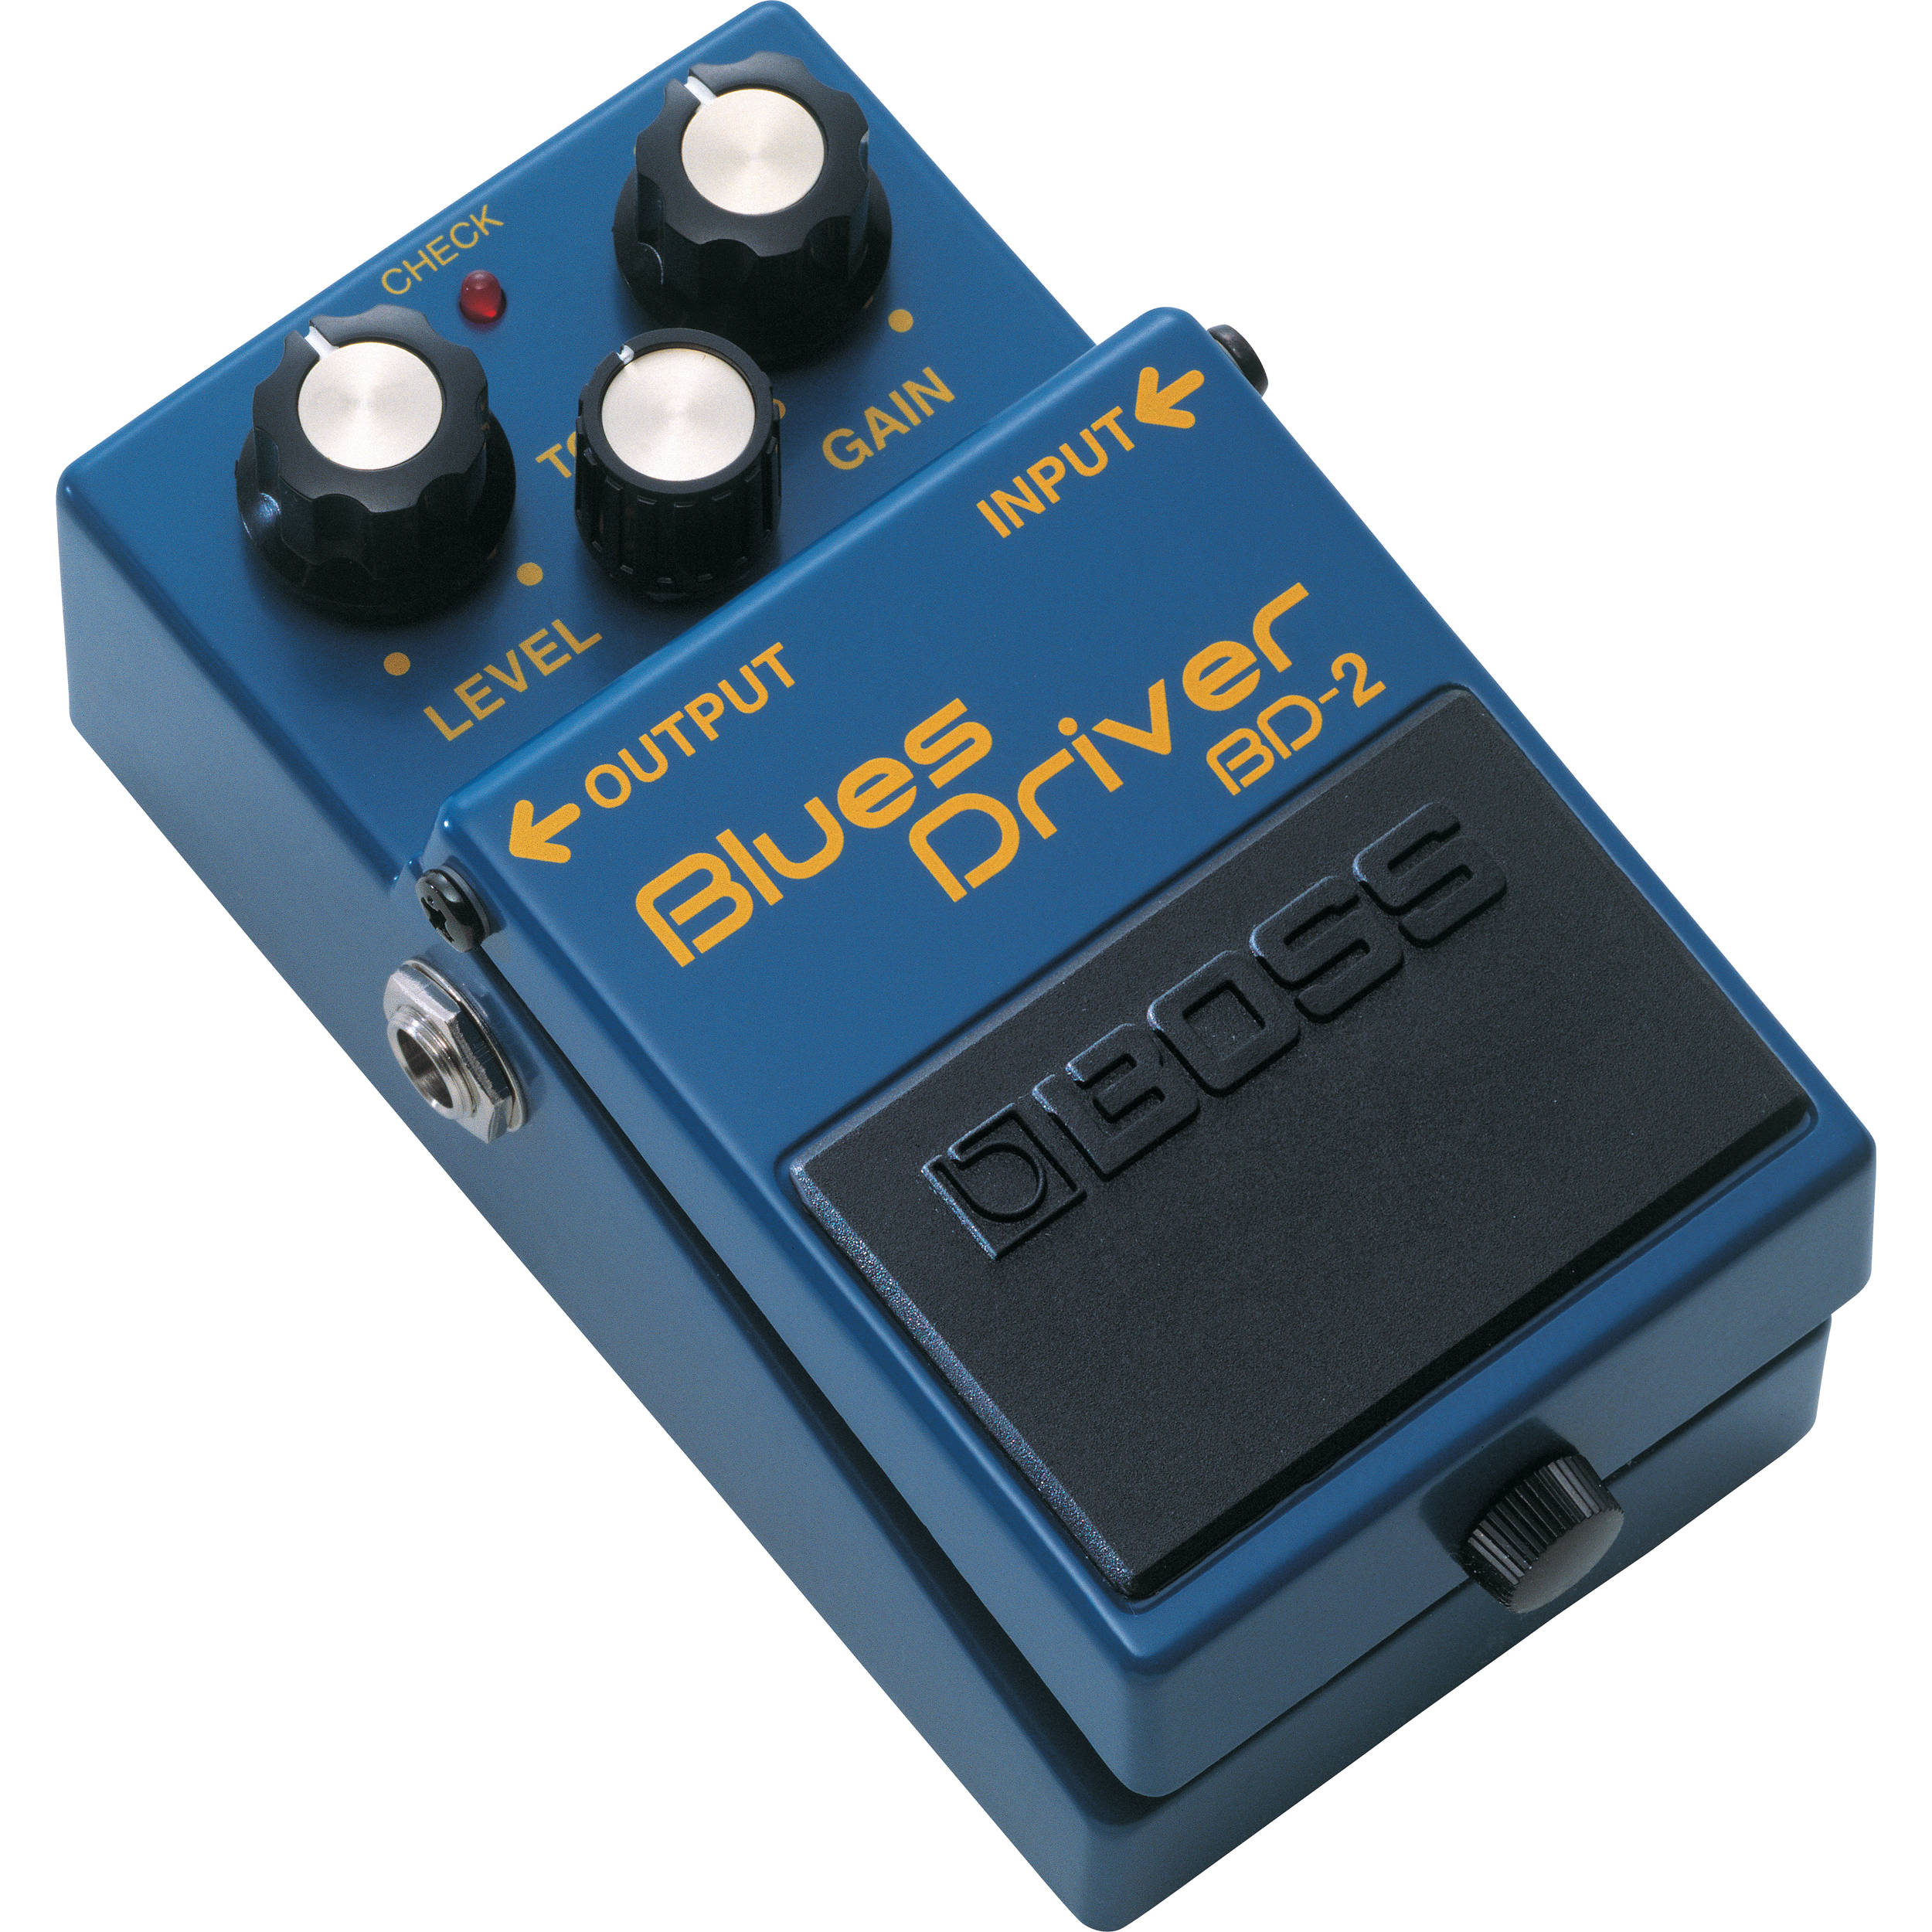 CHECK
LEVEL
GAIN
OUTPUT
INPUT
Blues
Driver
BD-2
BOSS